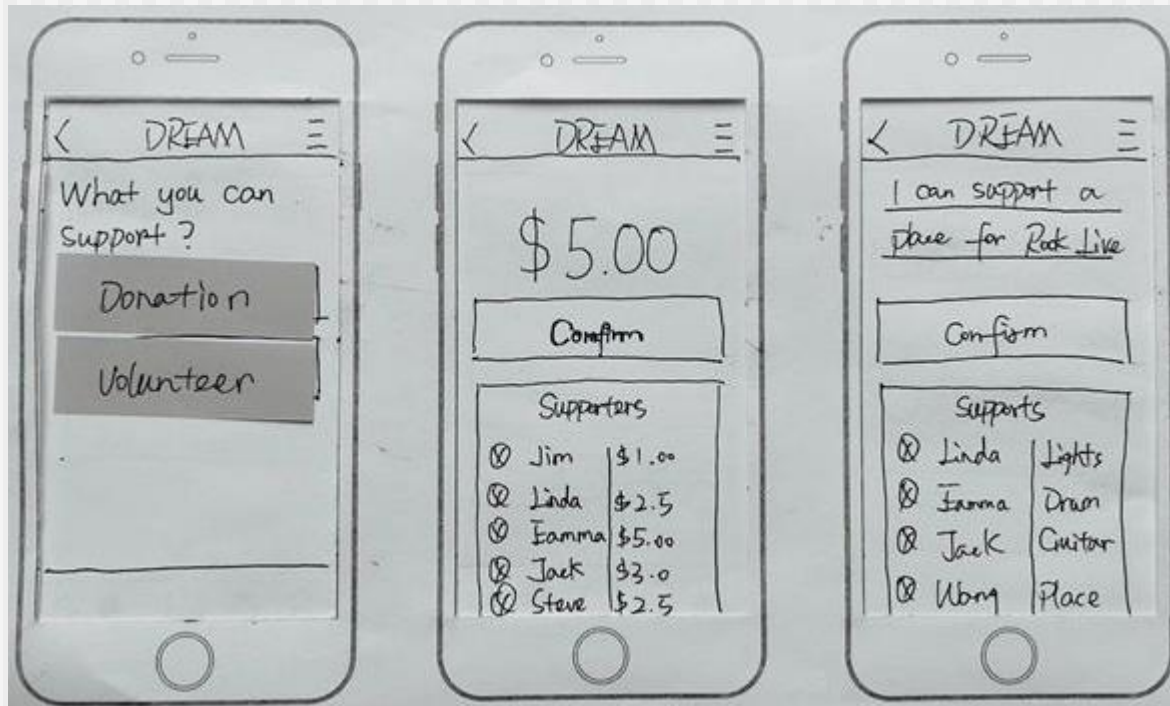 < DREAM
What you can
Support ?
Donation
Volunteer
< DREAM
$5.00
Confirm
Supporters
Jim $1.00
Linda $2.5
Eamma $5.00
Jack $3.0
Steve $2.5
< DREAM
I can support a
place for Rock Live
Confirm
Supports
Linda Lights
Eamma Drum
Jack Guitar
Wang Place